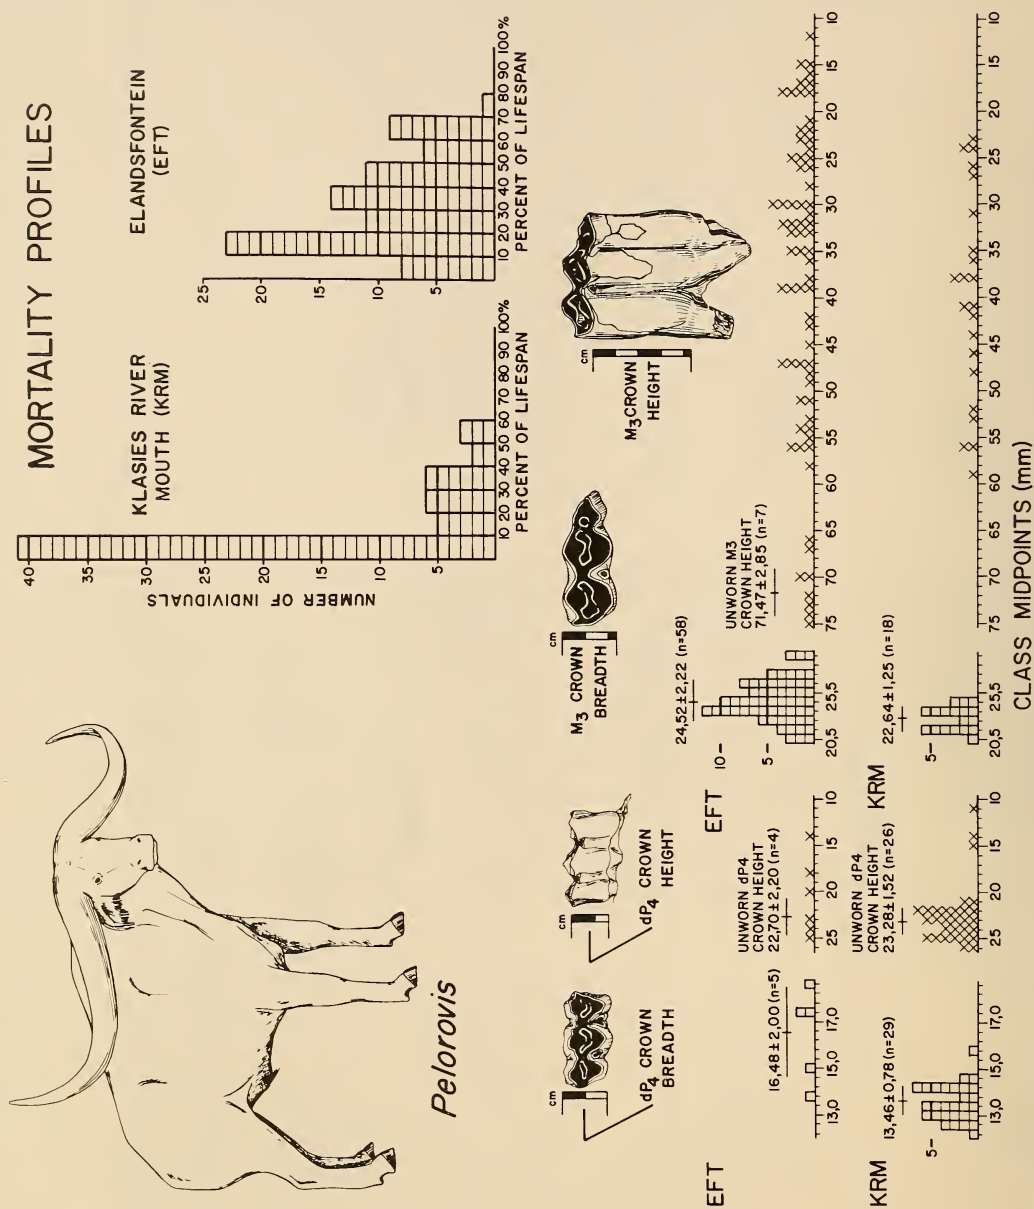 MORTALITY PROFILES
KLASIES RIVER
MOUTH (KRM)
ELANDSFONTEIN
(EFT)
NUMBER OF INDIVIDUALS
40
35
30
25
20
15
10
5
10 20 30 40 50 60 70 80 90 100%
PERCENT OF LIFESPAN
25
20
15
10
5
10 20 30 40 50 60 70 80 90 100%
PERCENT OF LIFESPAN
Pelorovis
cm
dP4 CROWN
BREADTH
cm
dP4 CROWN
HEIGHT
cm
M3 CROWN
BREADTH
cm
M3 CROWN
HEIGHT
EFT
16,48±2,00 (n=5)
13,0 15,0 17,0
UNWORN dP4
CROWN HEIGHT
22,70±2,20 (n=4)
25 20 15 10
EFT
24,52±2,22 (n=58)
10
5
20,5 25,5
UNWORN M3
CROWN HEIGHT
71,47±2,85 (n=7)
75 70 65 60 55 50 45 40 35 30 25 20 15 10
KRM
13,46±0,78 (n=29)
5
13,0 15,0 17,0
UNWORN dP4
CROWN HEIGHT
23,28±1,52 (n=26)
25 20 15 10
KRM
22,64±1,25 (n=18)
5
20,5 25,5
75 70 65 60 55 50 45 40 35 30 25 20 15 10
CLASS MIDPOINTS (mm)